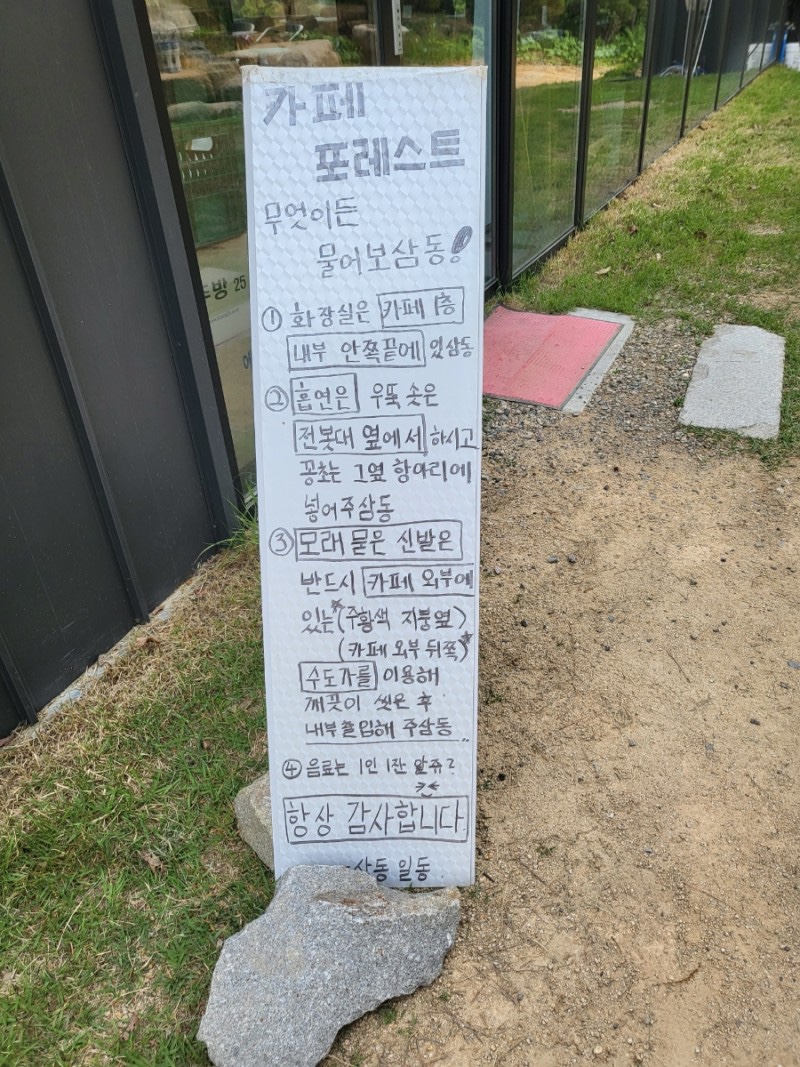 카페
포레스트
무엇이든
물어보삼동!
① 화장실은 카페 1층
내부 안쪽끝에 있삼동
② 흡연은 우뚝 솟은
전봇대 옆에서 하시고
꽁초는 그옆 항아리에
넣어주삼동
③ 모래 묻은 신발은
반드시 카페 외부에
있는 (주황색 지붕옆)
(카페 외부 뒤쪽)
수도가를 이용해
깨끗이 씻은 후
내부출입해 주삼동
④ 음료는 1인 1잔 알쥬?
항상 감사합니다.
삼동 일동.
방 25